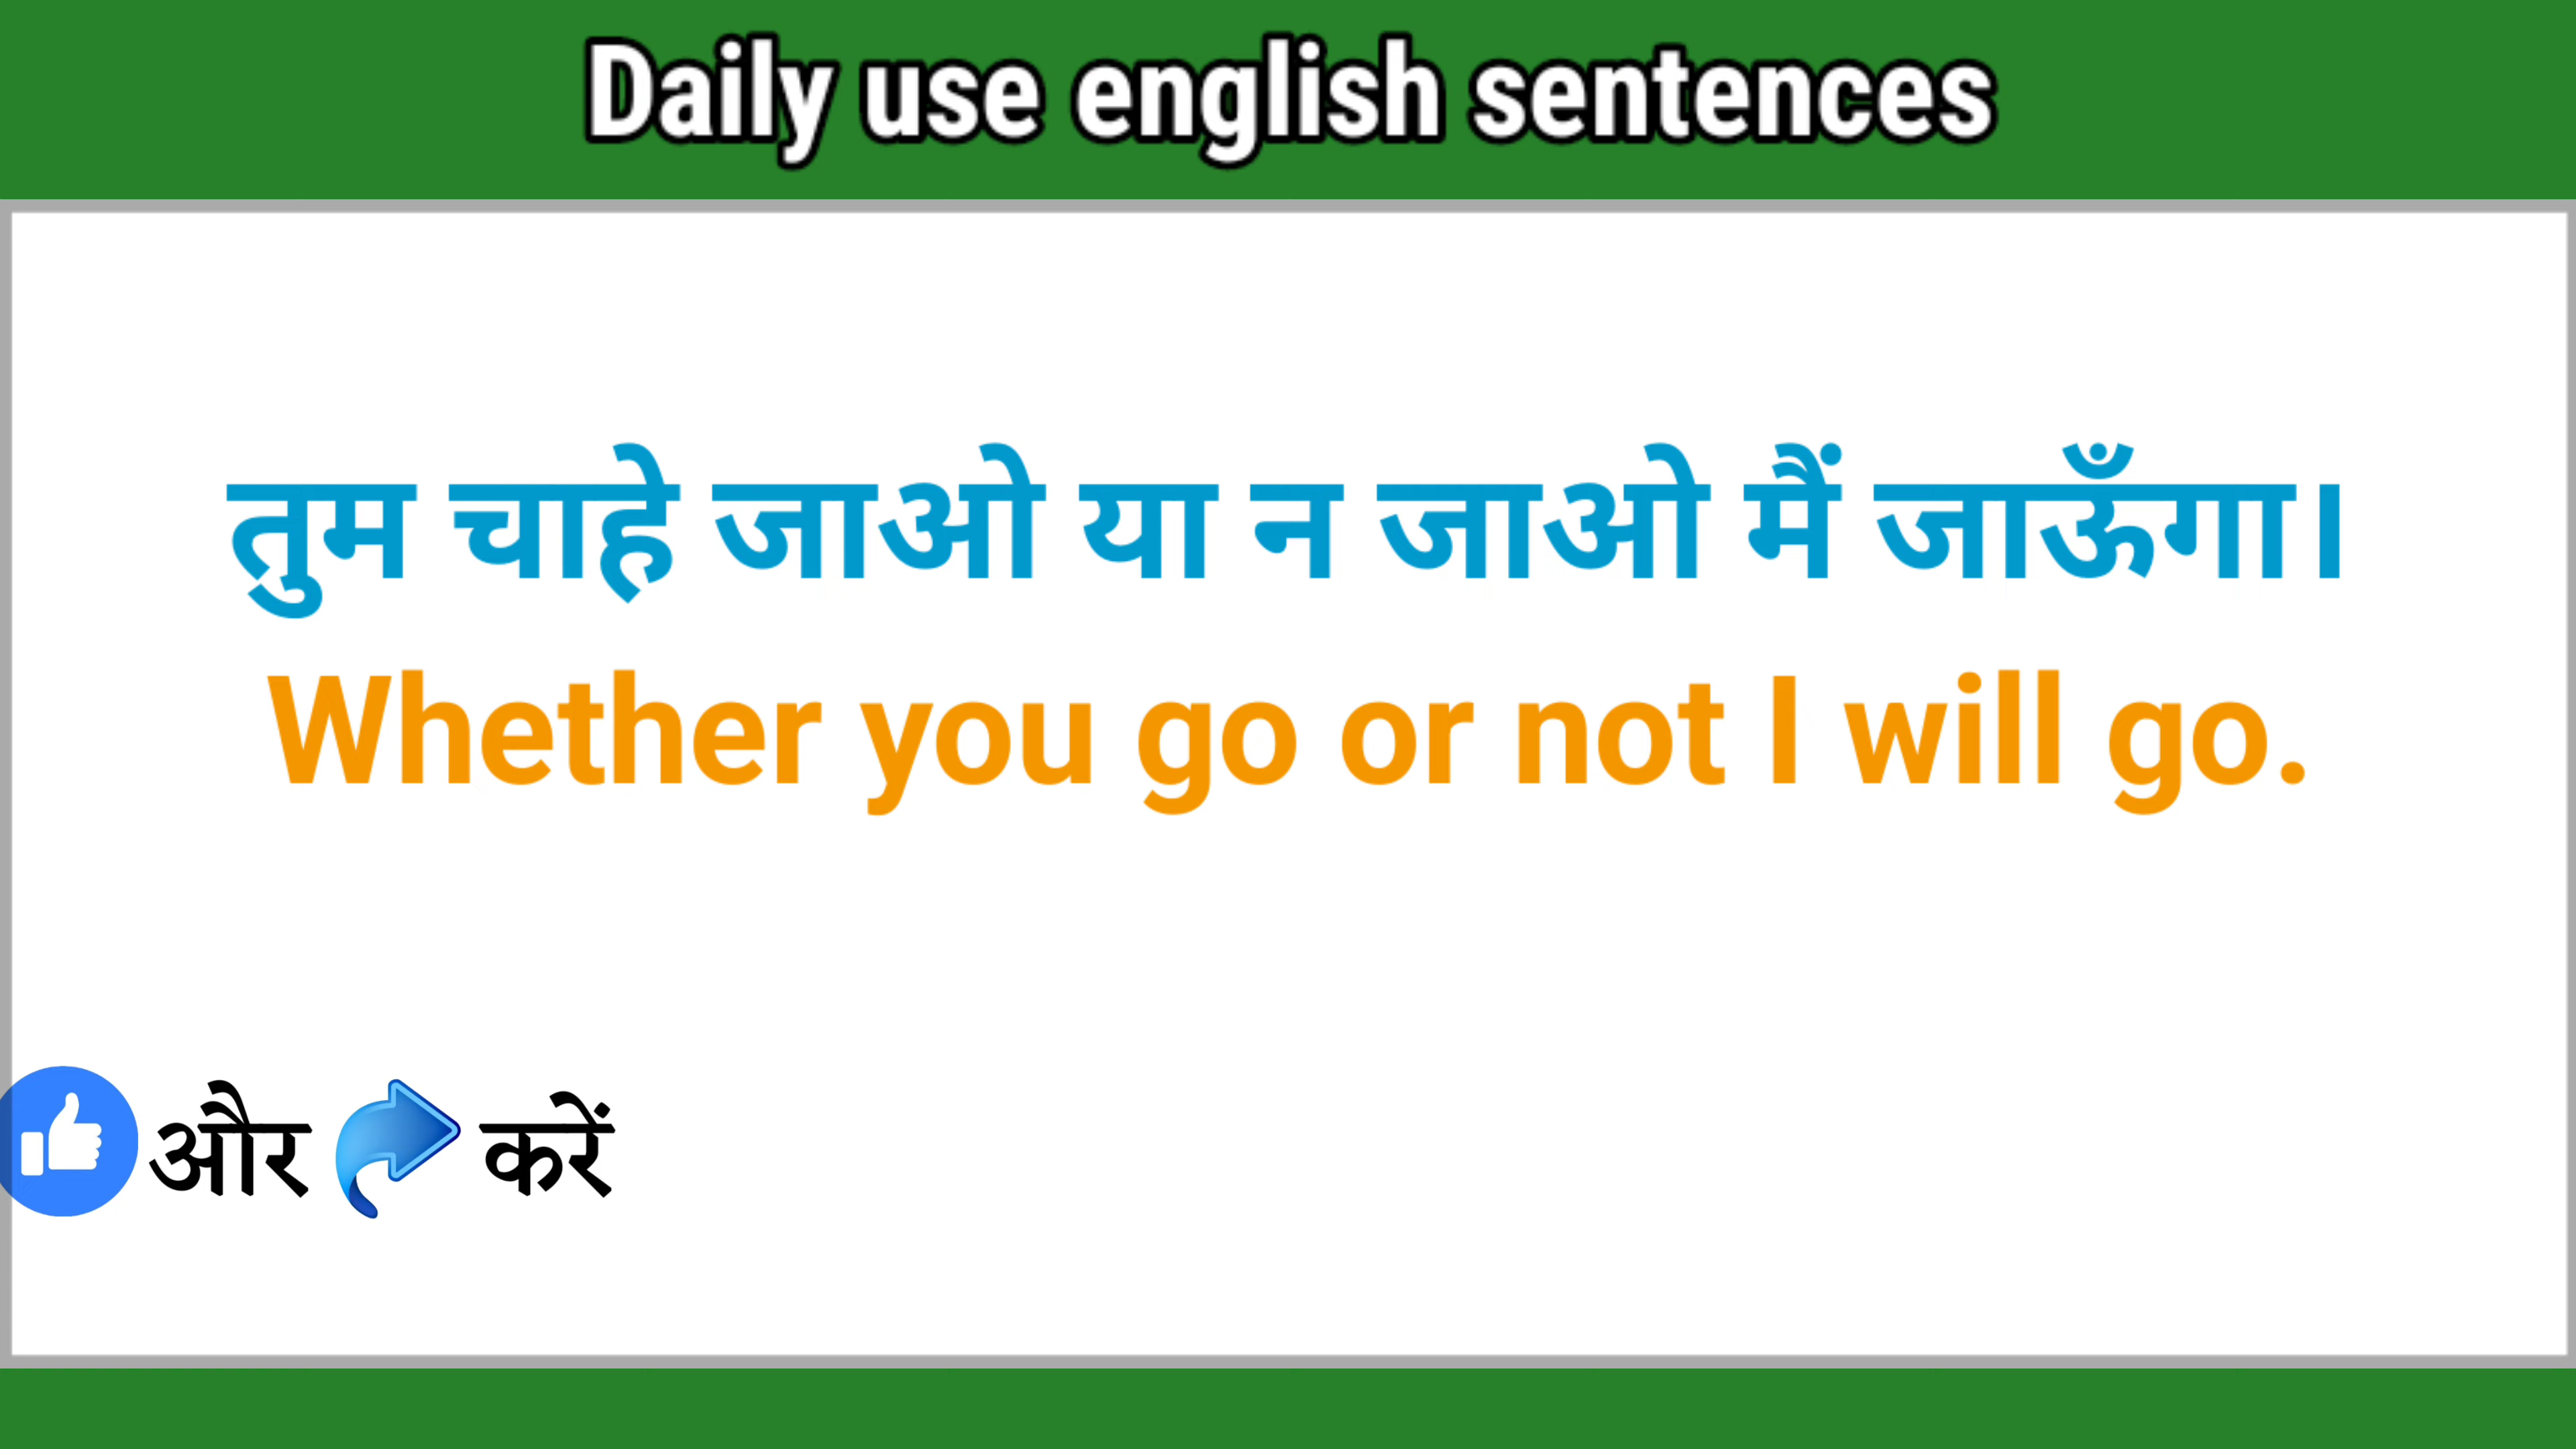 Daily use english sentences
तुम चाहे जाओ या न जाओ मैं जाऊँगा।
Whether you go or not I will go.
और करें